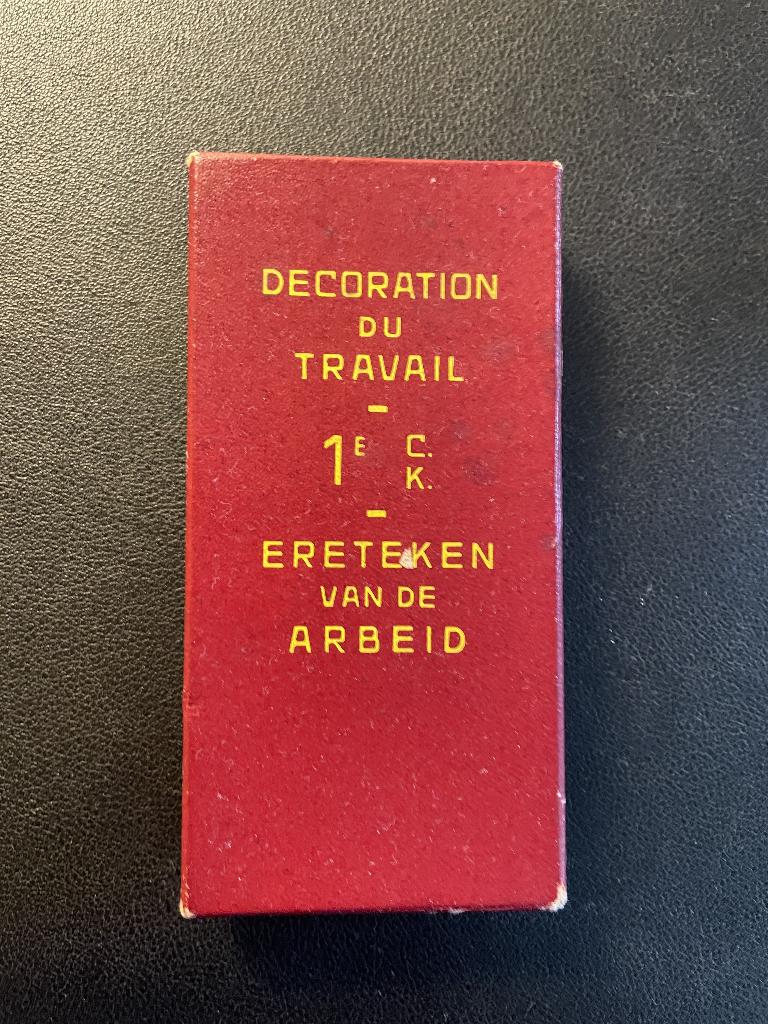 DECORATION
DU
TRAVAIL
-
1E C.
K.
-
ERETEKEN
VAN DE
ARBEID